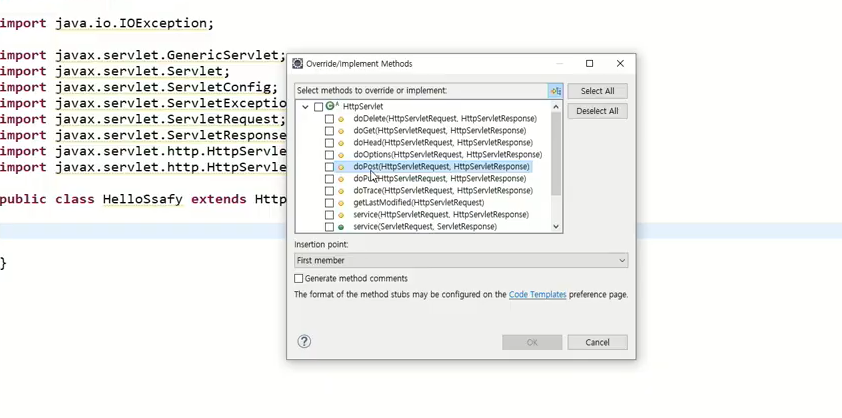 import java.io.IOException;
import javax.servlet.GenericServlet;
import javax.servlet.Servlet;
import javax.servlet.ServletConfig;
import javax.servlet.ServletExceptio
import javax.servlet.ServletRequest;
import javax.servlet.ServletResponse
import javax.servlet.http.HttpServle
import javax.servlet.http.HttpServle
public class HelloSsafy extends Http
}
Override/Implement Methods
Select methods to override or implement:
Select All
Deselect All
HttpServlet
doDelete(HttpServletRequest, HttpServletResponse)
doGet(HttpServletRequest, HttpServletResponse)
doHead(HttpServletRequest, HttpServletResponse)
doOptions(HttpServletRequest, HttpServletResponse)
doPost(HttpServletRequest, HttpServletResponse)
doPu(HttpServletRequest, HttpServletResponse)
doTrace(HttpServletRequest, HttpServletResponse)
getLastModified(HttpServletRequest)
service(HttpServletRequest, HttpServletResponse)
service(ServletRequest, ServletResponse)
Insertion point:
First member
Generate method comments
The format of the method stubs may be configured on the Code Templates preference page.
OK
Cancel